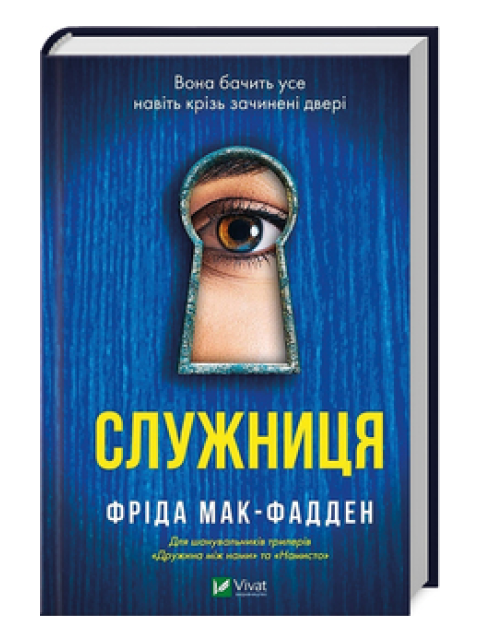 Вона бачить усе
навіть крізь зачинені двері
СЛУЖНИЦЯ
ФРІДА МАК-ФАДДЕН
Для шанувальників трилерів
«Дружина між нами» та «Намисто»
Vivat
видавництво